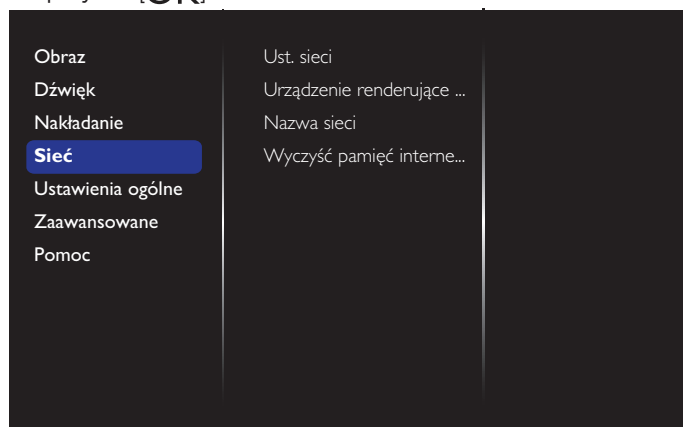 Obraz
Dźwięk
Nakładanie
Sieć
Ustawienia ogólne
Zaawansowane
Pomoc
Ust. sieci
Urządzenie renderujące ...
Nazwa sieci
Wyczyść pamięć interne...